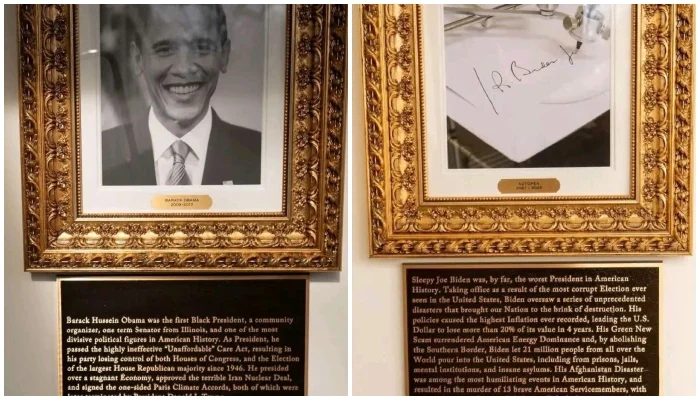 BARACK OBAMA
2009-2017
Barack Hussein Obama was the first Black President, a community
organizer, one term Senator from Illinois, and one of the most
divisive political figures in American History. As President, he
passed the highly ineffective "Unaffordable" Care Act, resulting in
his party losing control of both Houses of Congress, and the Election
of the largest House Republican majority since 1946. He presided
over a stagnant Economy, approved the terrible Iran Nuclear Deal,
and signed the one-sided Paris Climate Accords, both of which were
later terminated by President Donald J. Trump.
AUTOPEN
2021 - 2025
Sleepy Joe Biden was, by far, the worst President in American
History. Taking office as a result of the most corrupt Election ever
seen in the United States, Biden oversaw a series of unprecedented
disasters that brought our Nation to the brink of destruction. His
policies caused the highest Inflation ever recorded, leading the U.S.
Dollar to lose more than 20% of its value in 4 years. His Green New
Scam surrendered American Energy Dominance and, by abolishing
the Southern Border, Biden let 21 million people from all over the
World pour into the United States, including from prisons, jails,
mental institutions, and insane asylums. His Afghanistan Disaster
was among the most humiliating events in American History, and
resulted in the murder of 13 brave American Servicemembers, with